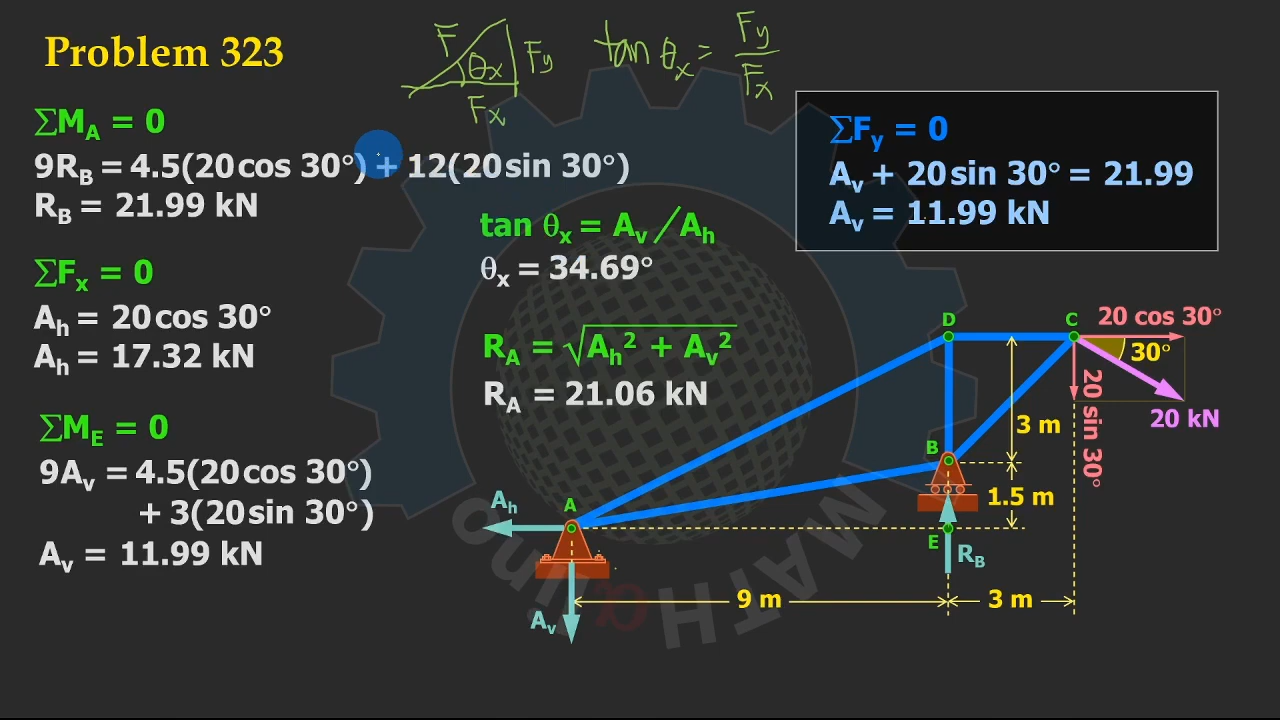 Problem 323
F
θx
Fy
Fx
tan θx = Fy/Fx
ΣMA = 0
9RB = 4.5(20 cos 30°) + 12(20 sin 30°)
RB = 21.99 kN
ΣFx = 0
Ah = 20 cos 30°
Ah = 17.32 kN
ΣME = 0
9Av = 4.5(20 cos 30°)
+ 3(20 sin 30°)
Av = 11.99 kN
tan θx = Av/Ah
θx = 34.69°
RA = √Ah² + Av²
RA = 21.06 kN
ΣFy = 0
Av + 20 sin 30° = 21.99
Av = 11.99 kN
D
C
20 cos 30°
30°
20 sin 30°
20 kN
3 m
B
1.5 m
Ah
A
E
RB
9 m
3 m
Av
MATHαlino